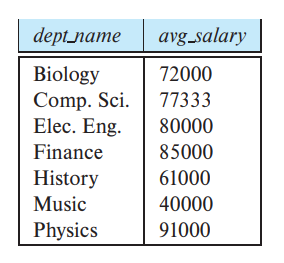 dept_name avg_salary
Biology 72000
Comp. Sci. 77333
Elec. Eng. 80000
Finance 85000
History 61000
Music 40000
Physics 91000